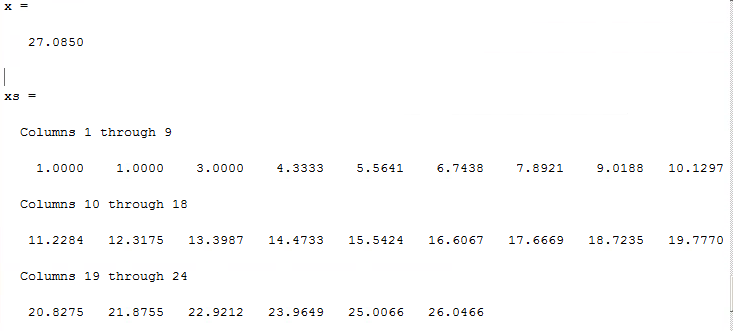 x =
27.0850
xs =
Columns 1 through 9
1.0000 1.0000 3.0000 4.3333 5.5641 6.7438 7.8921 9.0188 10.1297
Columns 10 through 18
11.2284 12.3175 13.3987 14.4733 15.5424 16.6067 17.6669 18.7235 19.7770
Columns 19 through 24
20.8275 21.8755 22.9212 23.9649 25.0066 26.0466